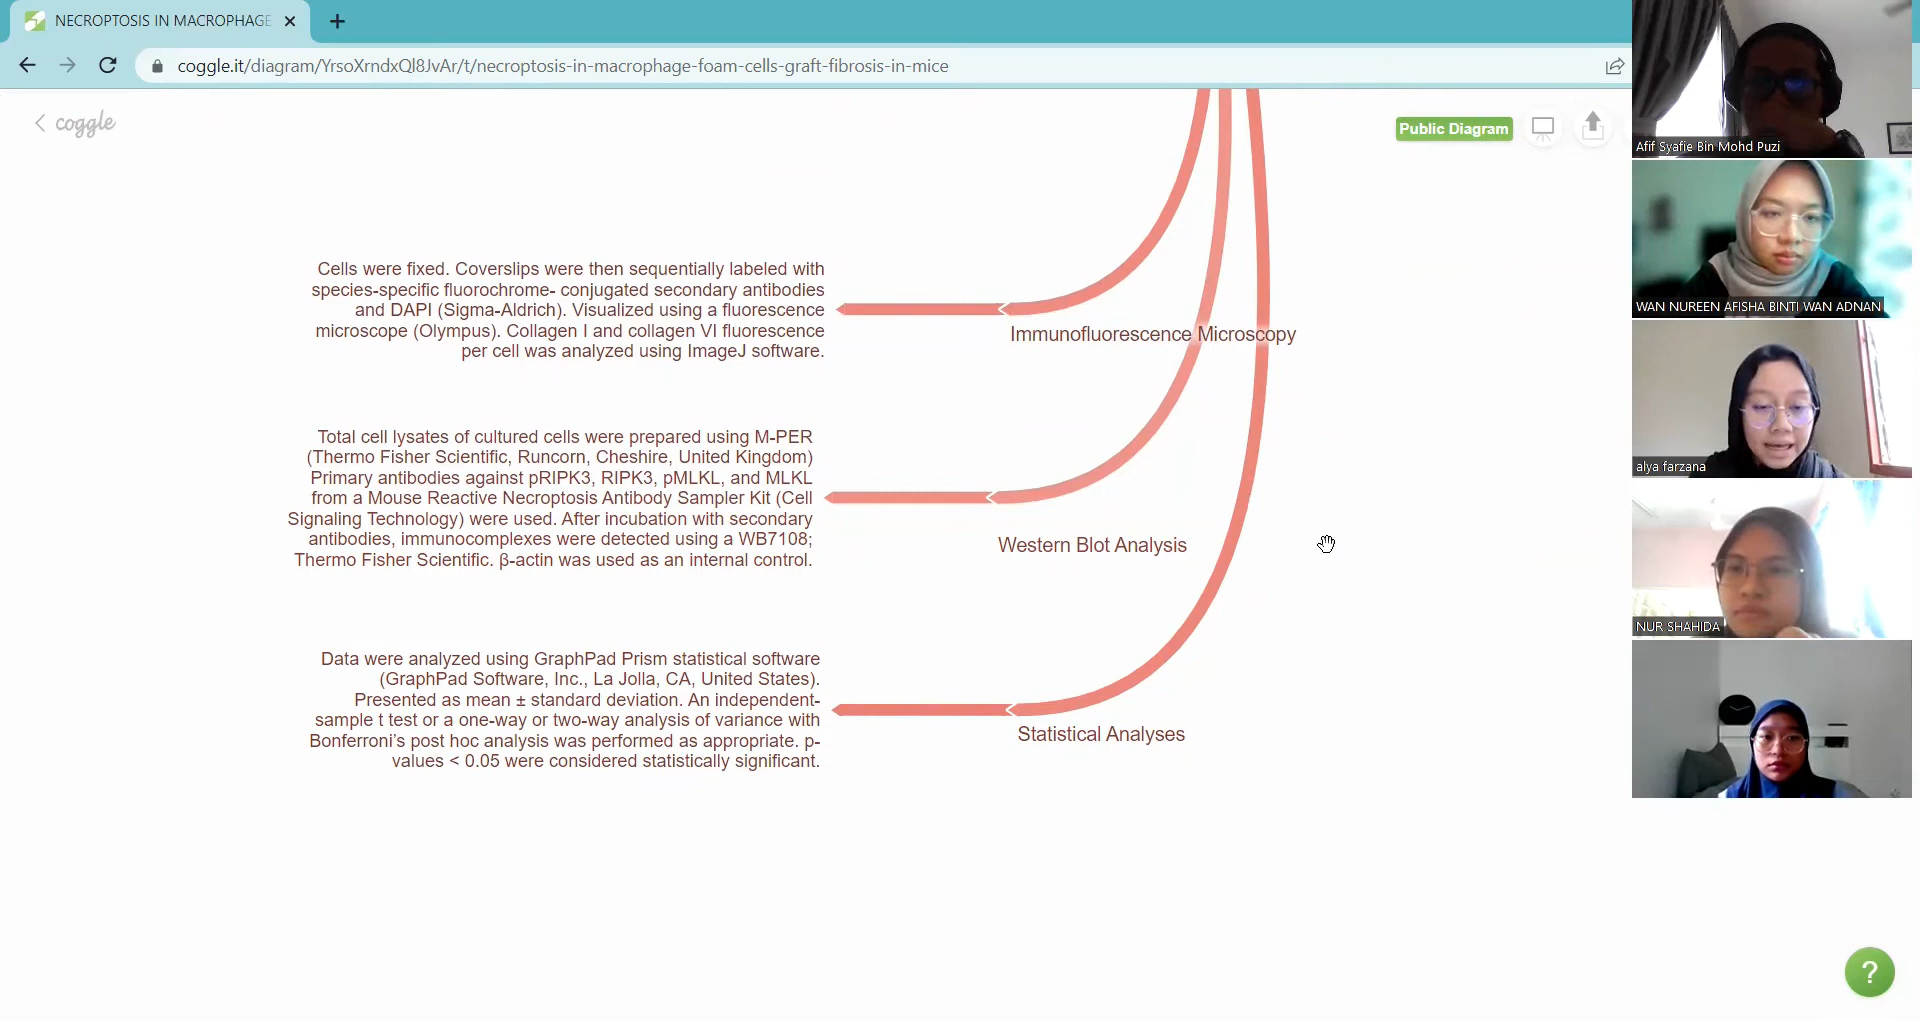 NECROPTOSIS IN MACROPHAGE
coggle.it/diagram/YrsoXrndxQl8JvAr/t/necroptosis-in-macrophage-foam-cells-graft-fibrosis-in-mice
coggle
Public Diagram
Cells were fixed. Coverslips were then sequentially labeled with
species-specific fluorochrome- conjugated secondary antibodies
and DAPI (Sigma-Aldrich). Visualized using a fluorescence
microscope (Olympus). Collagen I and collagen VI fluorescence
per cell was analyzed using ImageJ software.
Immunofluorescence Microscopy
Total cell lysates of cultured cells were prepared using M-PER
(Thermo Fisher Scientific, Runcorn, Cheshire, United Kingdom)
Primary antibodies against pRIPK3, RIPK3, pMLKL, and MLKL
from a Mouse Reactive Necroptosis Antibody Sampler Kit (Cell
Signaling Technology) were used. After incubation with secondary
antibodies, immunocomplexes were detected using a WB7108;
Thermo Fisher Scientific. β-actin was used as an internal control.
Western Blot Analysis
Data were analyzed using GraphPad Prism statistical software
(GraphPad Software, Inc., La Jolla, CA, United States).
Presented as mean ± standard deviation. An independent-
sample t test or a one-way or two-way analysis of variance with
Bonferroni's post hoc analysis was performed as appropriate. p-
values < 0.05 were considered statistically significant.
Statistical Analyses
Afif Syafie Bin Mohd Puzi
WAN NUREEN AFISHA BINTI WAN ADNAN
alya farzana
NUR SHAHIDA
?